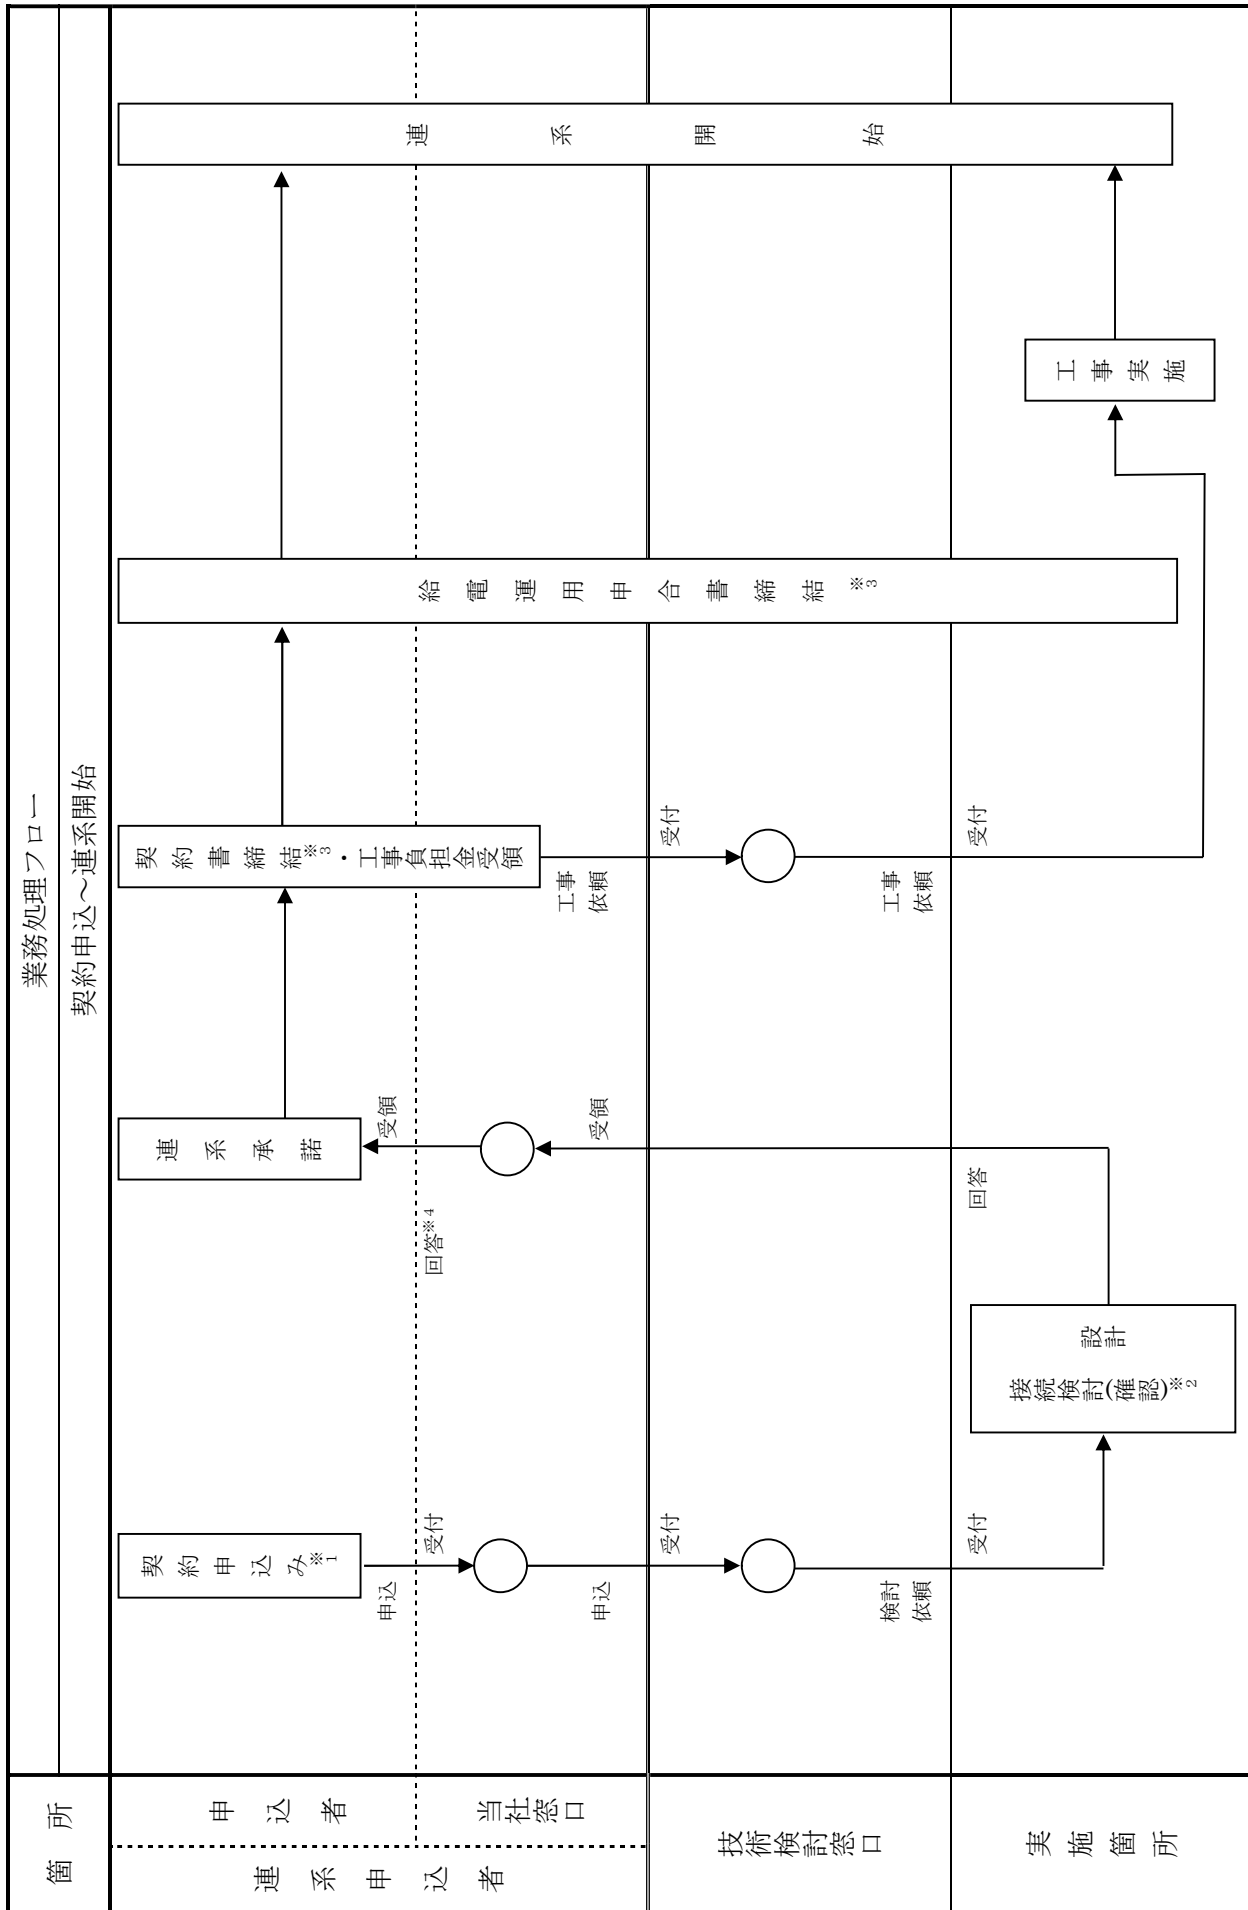 業務処理フロー
契約申込～連系開始
箇所
連系申込者
申込者
当社窓口
技術検討窓口
実施箇所
契約申込み※1
申込
受付
申込
受付
検討
依頼
受付
設計
接続検討(確認)※2
回答
受領
回答※4
受領
連系承諾
契約書締結※3・工事負担金受領
工事
依頼
受付
工事
依頼
受付
給電運用申合書締結※3
工事実施
連系開始